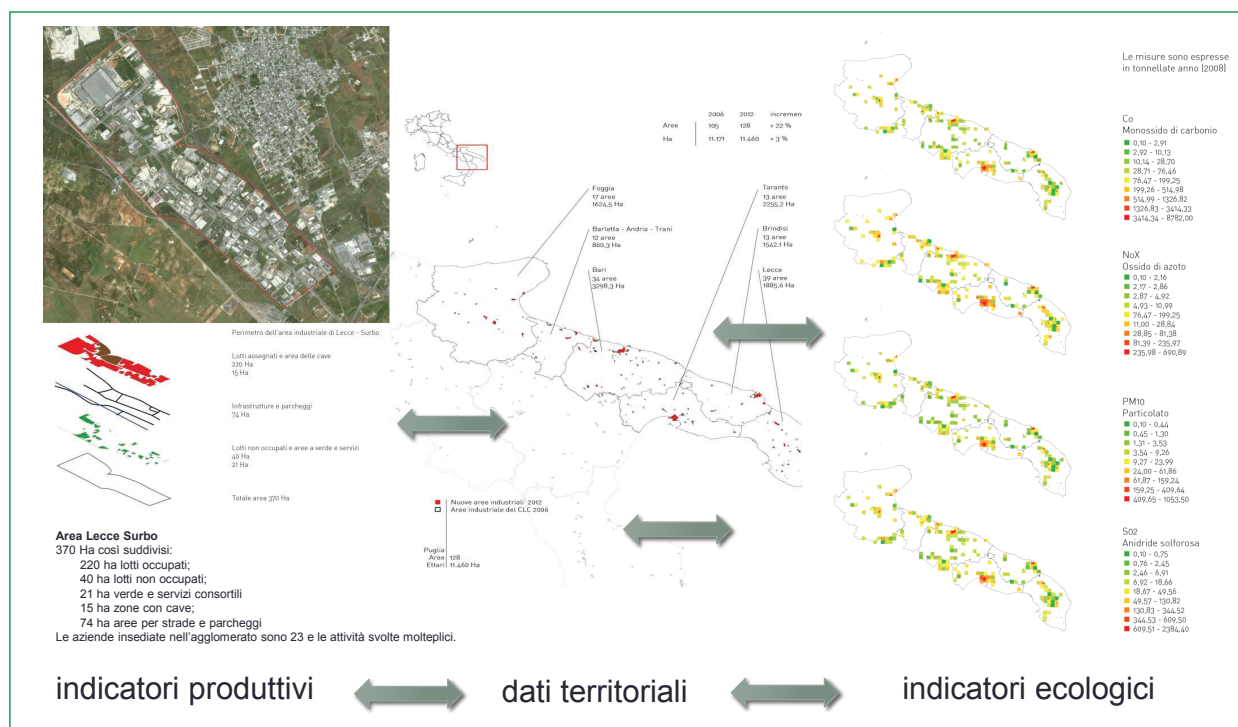 Le misure sono espresse
in tonnellate anno [2008]
2006 2012 incremen
Aree 105 128 + 22 %
Ha 11.171 11.460 + 3 %
Foggia
17 aree
1624,5 Ha
Barletta - Andria - Trani
12 aree
860,3 Ha
Bari
34 aree
3298,3 Ha
Taranto
13 aree
2255,2 Ha
Brindisi
13 aree
1542,1 Ha
Lecce
39 aree
1885,6 Ha
Perimetro dell'area industriale di Lecce - Surbo
Lotti assegnati e area delle cave
220 Ha
15 Ha
Infrastrutture e parcheggi
74 Ha
Lotti non occupati e aree a verde e servizi
40 Ha
21 Ha
Totale area 370 Ha
Nuove aree industriali 2012
Aree industriale del CLC 2006
Puglia
Aree 128
Ettari 11.460 Ha
Area Lecce Surbo
370 Ha così suddivisi:
220 ha lotti occupati;
40 ha lotti non occupati;
21 ha verde e servizi consortili
15 ha zone con cave;
74 ha aree per strade e parcheggi
Le aziende insediate nell'agglomerato sono 23 e le attività svolte molteplici.
Co
Monossido di carbonio
0,10 - 2,91
2,92 - 10,13
10,14 - 28,70
28,71 - 76,46
76,47 - 199,25
199,26 - 514,98
514,99 - 1326,82
1326,83 - 3414,33
3414,34 - 8782,00
NoX
Ossido di azoto
0,10 - 2,16
2,17 - 2,86
2,87 - 4,92
4,93 - 10,99
76,47 - 199,25
11,00 - 28,84
28,85 - 81,38
81,39 - 235,97
235,98 - 690,89
PM10
Particolato
0,10 - 0,44
0,45 - 1,30
1,31 - 3,53
3,54 - 9,26
9,27 - 23,99
24,00 - 61,86
61,87 - 159,24
159,25 - 409,64
409,65 - 1053,50
S02
Anidride solforosa
0,10 - 0,75
0,76 - 2,45
2,46 - 6,91
6,92 - 18,66
18,67 - 49,56
49,57 - 130,82
130,83 - 344,52
344,53 - 609,50
609,51 - 2384,40
indicatori produttivi
dati territoriali
indicatori ecologici